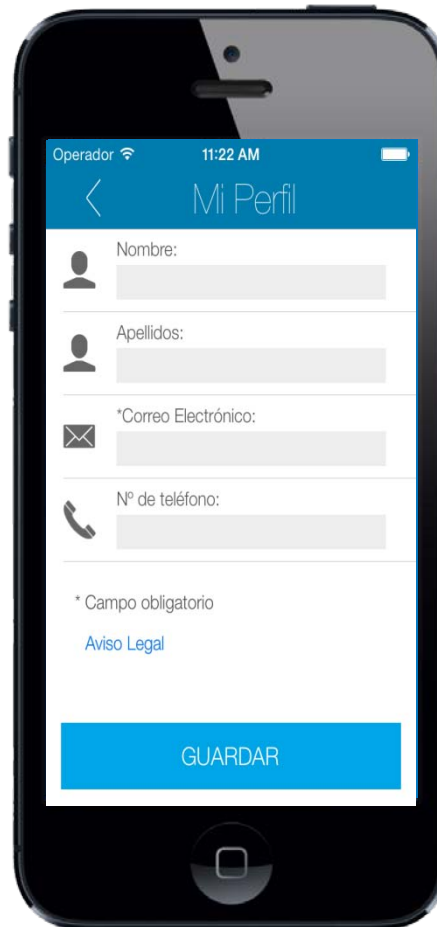 Operador 11:22 AM
Mi Perfil
Nombre:
Apellidos:
*Correo Electrónico:
Nº de teléfono:
* Campo obligatorio
Aviso Legal
GUARDAR